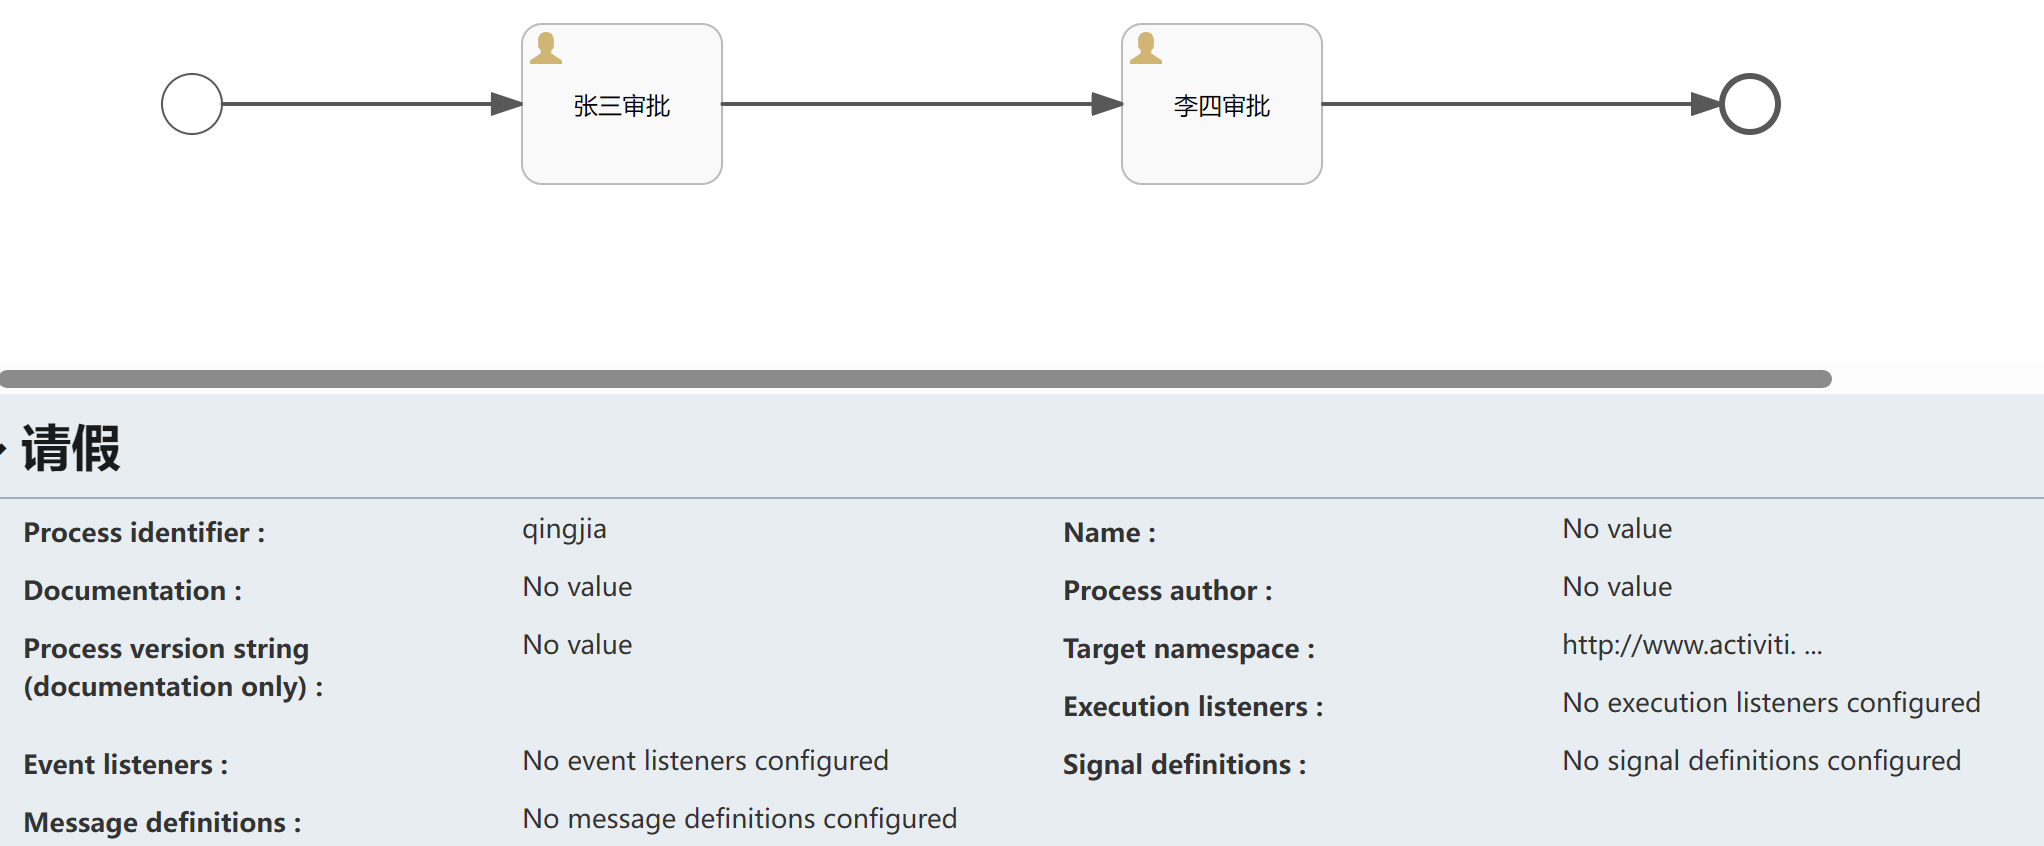 张三审批
李四审批
请假
Process identifier :
qingjia
Name :
No value
Documentation :
No value
Process author :
No value
Process version string
(documentation only) :
No value
Target namespace :
http://www.activiti. ...
Execution listeners :
No execution listeners configured
Event listeners :
No event listeners configured
Signal definitions :
No signal definitions configured
Message definitions :
No message definitions configured